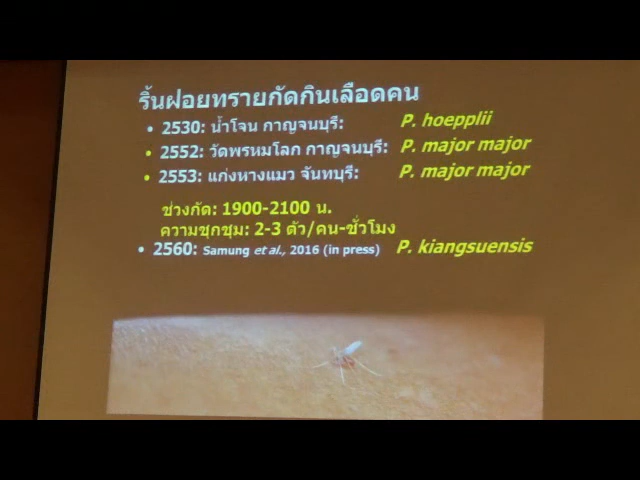 ริ้นฝอยทรายกัดกินเลือดคน
• 2530: น้ำโจน กาญจนบุรี: P. hoepplii
• 2552: วัดพรหมโลก กาญจนบุรี: P. major major
• 2553: แก่งหางแมว จันทบุรี: P. major major
ช่วงกัด: 1900-2100 น.
ความชุกชุม: 2-3 ตัว/คน-ชั่วโมง
• 2560: Samung et al., 2016 (in press) P. kiangsuensis